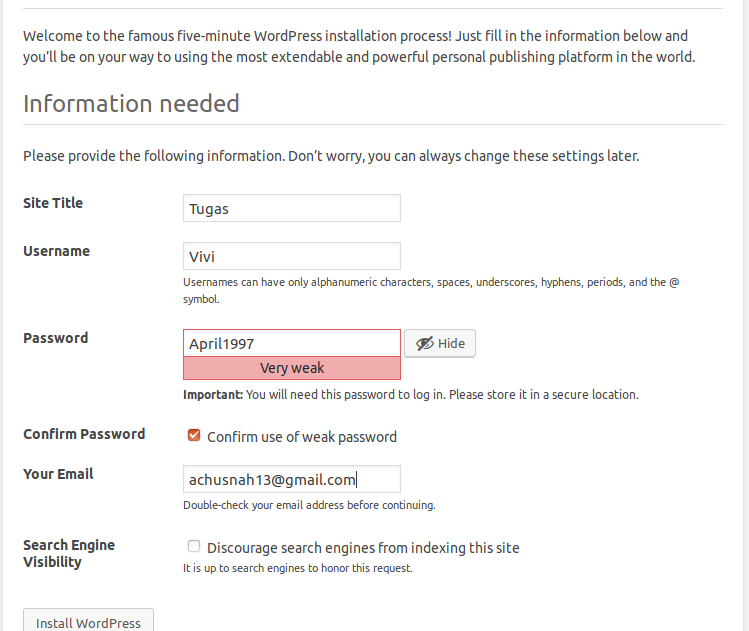 Welcome to the famous five-minute WordPress installation process! Just fill in the information below and
you’ll be on your way to using the most extendable and powerful personal publishing platform in the world.
Information needed
Please provide the following information. Don’t worry, you can always change these settings later.
Site Title
Tugas
Username
Vivi
Usernames can have only alphanumeric characters, spaces, underscores, hyphens, periods, and the @
symbol.
Password
April1997
Hide
Very weak
Important: You will need this password to log in. Please store it in a secure location.
Confirm Password
Confirm use of weak password
Your Email
achusnah13@gmail.com
Double-check your email address before continuing.
Search Engine
Visibility
Discourage search engines from indexing this site
It is up to search engines to honor this request.
Install WordPress